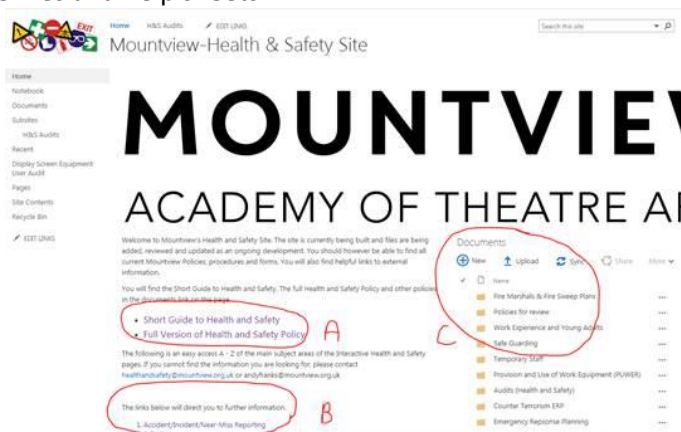 EXIT
Home H&S Audits EDIT LINKS
Search this site
Mountview-Health & Safety Site
Home
Notebook
Documents
Subsites
H&S Audits
Recent
Display Screen Equipment
User Audit
Pages
Site Contents
Recycle Bin
EDIT LINKS
MOUNTVIEW
ACADEMY OF THEATRE AR
Welcome to Mountview's Health and Safety Site. The site is currently being built and files are being
added, reviewed and updated as an ongoing development. You should however be able to find all
current Mountview Policies, procedures and forms. You will also find helpful links to external
information.
You will find the Short Guide to Health and Safety. The full Health and Safety Policy and other policies
in the documents link on the page.
• Short Guide to Health and Safety
• Full Version of Health and Safety Policy
A
The following is an easy access A - Z of the main subject areas of the Interactive Health and Safety
pages. If you cannot find the information you are looking for, please contact
healthandsafety@mountview.org.uk or andyfranks@mountview.org.uk
The links below will direct you to further information.
B
1. Accident/Incident/Near-Miss Reporting
Documents
New Upload Sync Share More
Name
C
Fire Marshals & Fire Sweep Plans
Policies for review
Work Experience and Young Adults
Safe Guarding
Temporary Staff
Provision and Use of Work Equipment (PUWER)
Audits (Health and Safety)
Counter Terrorism ERP
Emergency Repsorse Planning